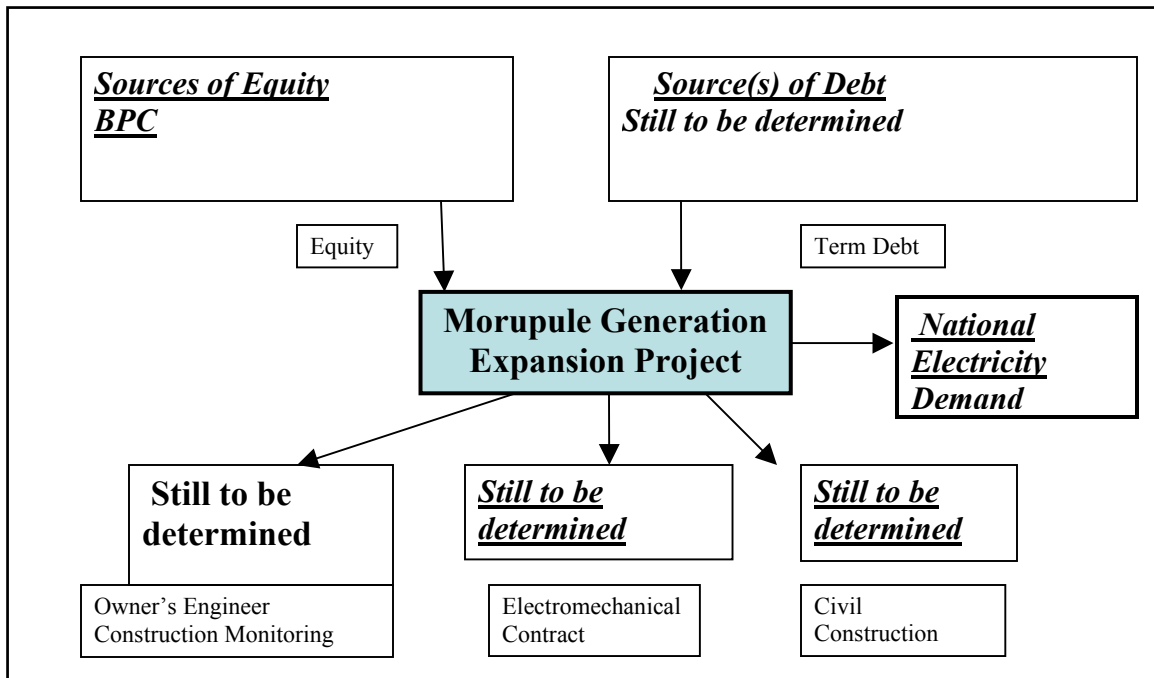 Sources of Equity
BPC
Source(s) of Debt
Still to be determined
Equity
Term Debt
Morupule Generation
Expansion Project
National
Electricity
Demand
Still to be
determined
Still to be
determined
Still to be
determined
Owner’s Engineer
Construction Monitoring
Electromechanical
Contract
Civil
Construction